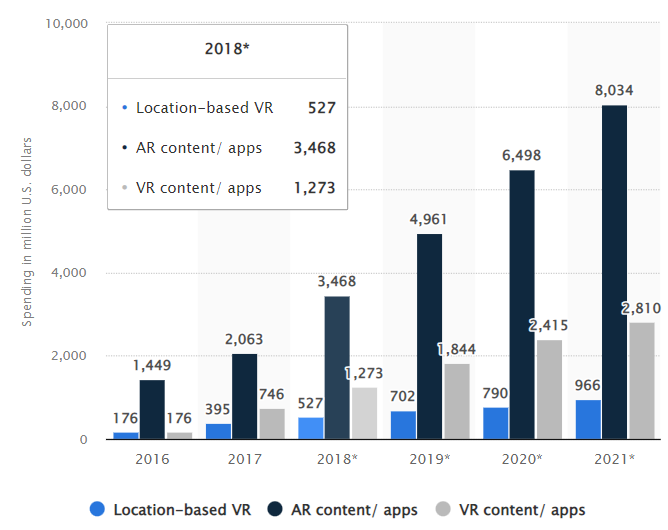 10,000
8,000
6,000
4,000
2,000
0
Spending in million U.S. dollars
2018*
Location-based VR 527
AR content/ apps 3,468
VR content/ apps 1,273
176 1,449 176
395 2,063 746
527 3,468 1,273
702 4,961 1,844
790 6,498 2,415
966 8,034 2,810
2016 2017 2018* 2019* 2020* 2021*
Location-based VR AR content/ apps VR content/ apps